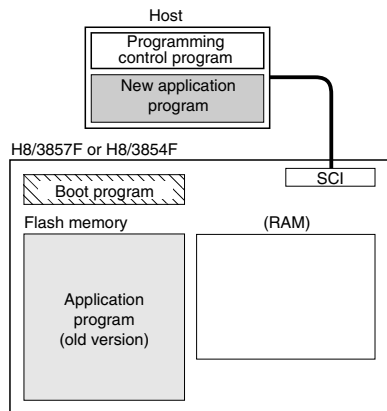 Host
Programming
control program
New application
program
H8/3857F or H8/3854F
SCI
Boot program
Flash memory
(RAM)
Application
program
(old version)